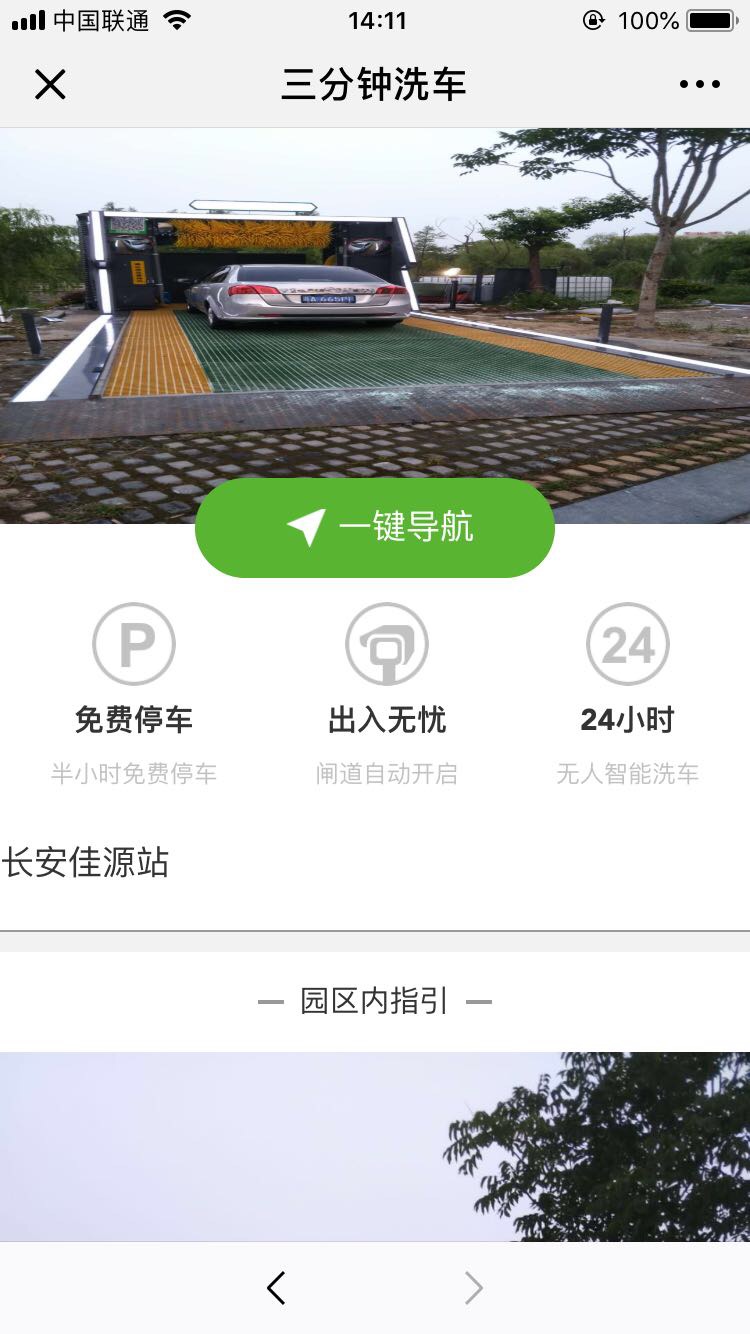 中国联通
14:11
100%
三分钟洗车
一键导航
P
24
免费停车
出入无忧
24小时
半小时免费停车
闸道自动开启
无人智能洗车
长安佳源站
园区内指引